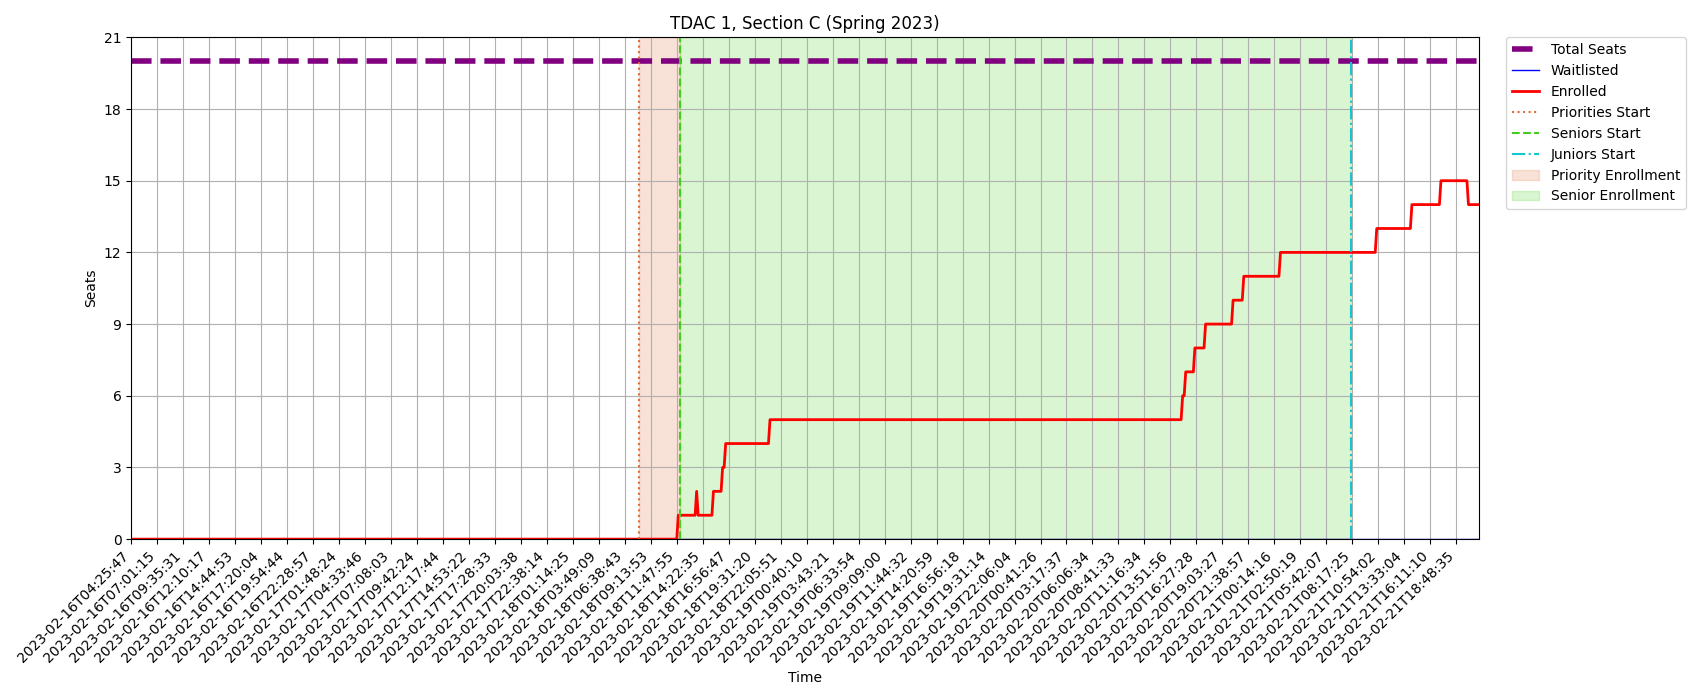 TDAC 1, Section C (Spring 2023)
21
18
15
12
9
6
3
0
Seats
2023-02-16T04:25:47
2023-02-16T07:01:15
2023-02-16T09:35:31
2023-02-16T12:10:17
2023-02-16T14:44:53
2023-02-16T17:20:04
2023-02-16T19:54:44
2023-02-16T22:28:57
2023-02-17T01:48:24
2023-02-17T04:33:46
2023-02-17T07:08:03
2023-02-17T09:42:24
2023-02-17T12:17:44
2023-02-17T14:53:22
2023-02-17T17:28:33
2023-02-17T20:03:38
2023-02-17T22:38:14
2023-02-18T01:14:25
2023-02-18T03:49:09
2023-02-18T06:38:43
2023-02-18T09:13:53
2023-02-18T11:47:55
2023-02-18T14:22:35
2023-02-18T16:56:47
2023-02-18T19:31:20
2023-02-18T22:05:51
2023-02-19T00:40:10
2023-02-19T03:43:21
2023-02-19T06:33:54
2023-02-19T09:09:00
2023-02-19T11:44:32
2023-02-19T14:20:59
2023-02-19T16:56:18
2023-02-19T19:31:14
2023-02-19T22:06:04
2023-02-20T00:41:26
2023-02-20T03:17:37
2023-02-20T06:06:34
2023-02-20T08:41:33
2023-02-20T11:16:34
2023-02-20T13:51:56
2023-02-20T16:27:28
2023-02-20T19:03:27
2023-02-20T21:38:57
2023-02-21T00:14:16
2023-02-21T02:50:19
2023-02-21T05:42:07
2023-02-21T08:17:25
2023-02-21T10:54:02
2023-02-21T13:33:04
2023-02-21T16:11:10
2023-02-21T18:48:35
Time
Total Seats
Waitlisted
Enrolled
Priorities Start
Seniors Start
Juniors Start
Priority Enrollment
Senior Enrollment